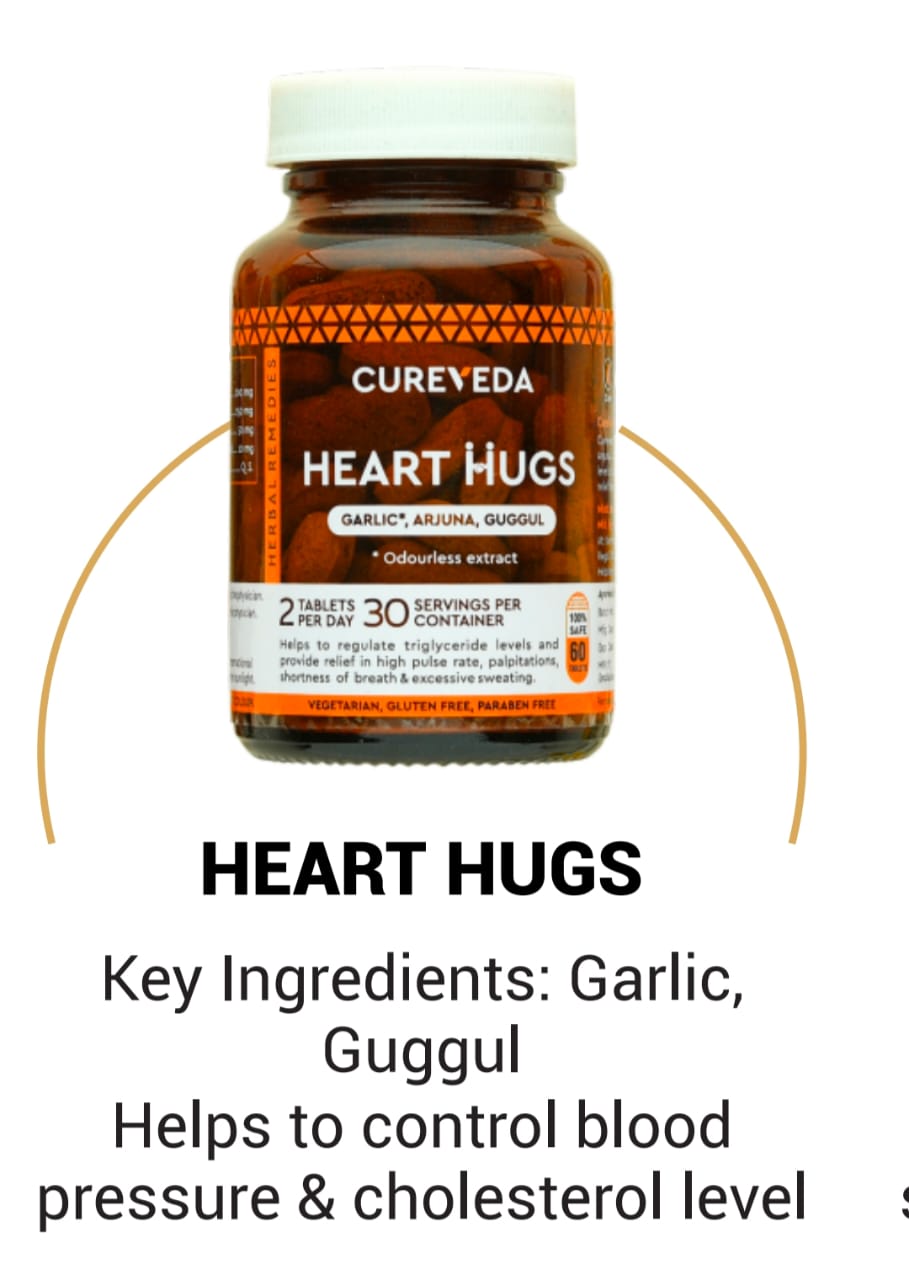 CUREVEDA
HERBAL REMEDIES
HEART HUGS
GARLIC*, ARJUNA, GUGGUL
* Odourless extract
2 TABLETS PER DAY 30 SERVINGS PER CONTAINER
Helps to regulate triglyceride levels and
provide relief in high pulse rate, palpitations,
shortness of breath & excessive sweating.
100%
SAFE
60
TABLETS
VEGETARIAN, GLUTEN FREE, PARABEN FREE
HEART HUGS
Key Ingredients: Garlic,
Guggul
Helps to control blood
pressure & cholesterol level